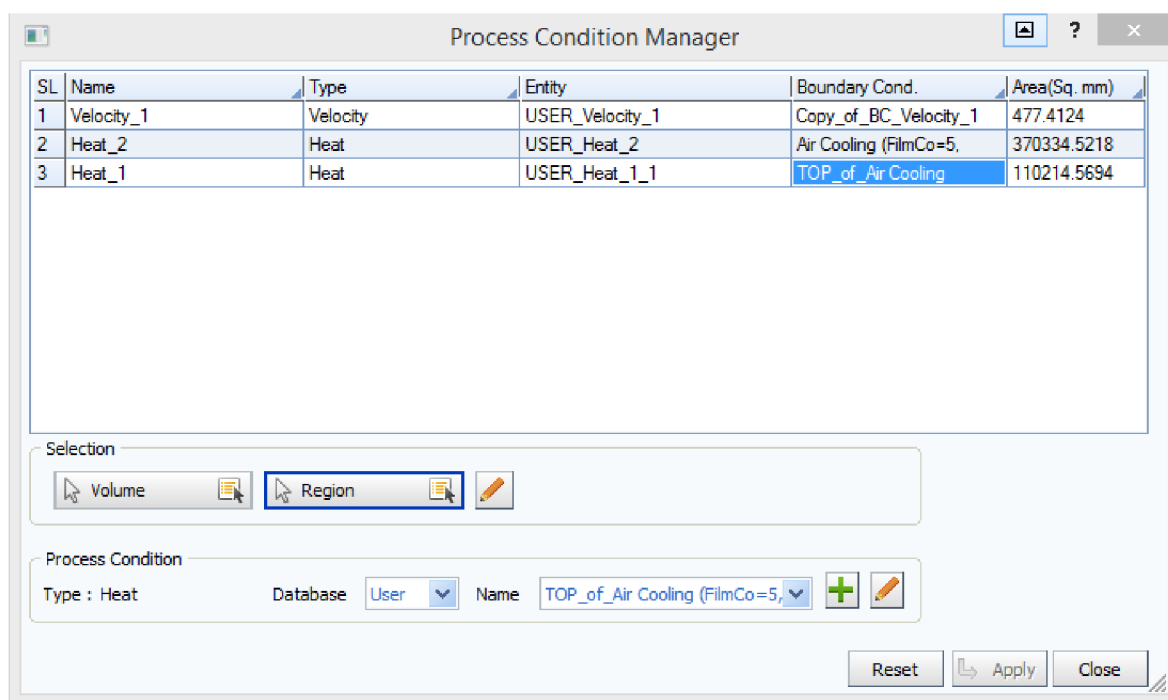 Process Condition Manager
?
SL Name Type Entity Boundary Cond. Area(Sq. mm)
1 Velocity_1 Velocity USER_Velocity_1 Copy_of_BC_Velocity_1 477.4124
2 Heat_2 Heat USER_Heat_2 Air Cooling (FilmCo=5, 370334.5218
3 Heat_1 Heat USER_Heat_1_1 TOP_of_Air Cooling 110214.5694
Selection
Volume Region
Process Condition
Type : Heat Database User Name TOP_of_Air Cooling (FilmCo=5,
Reset Apply Close